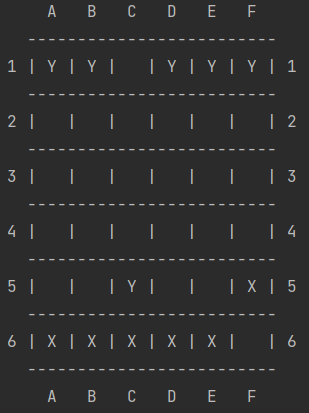 A   B   C   D   E   F
  -------------------------
1 | Y | Y |   | Y | Y | Y | 1
  -------------------------
2 |   |   |   |   |   |   | 2
  -------------------------
3 |   |   |   |   |   |   | 3
  -------------------------
4 |   |   |   |   |   |   | 4
  -------------------------
5 |   |   | Y |   |   | X | 5
  -------------------------
6 | X | X | X | X | X |   | 6
  -------------------------
    A   B   C   D   E   F